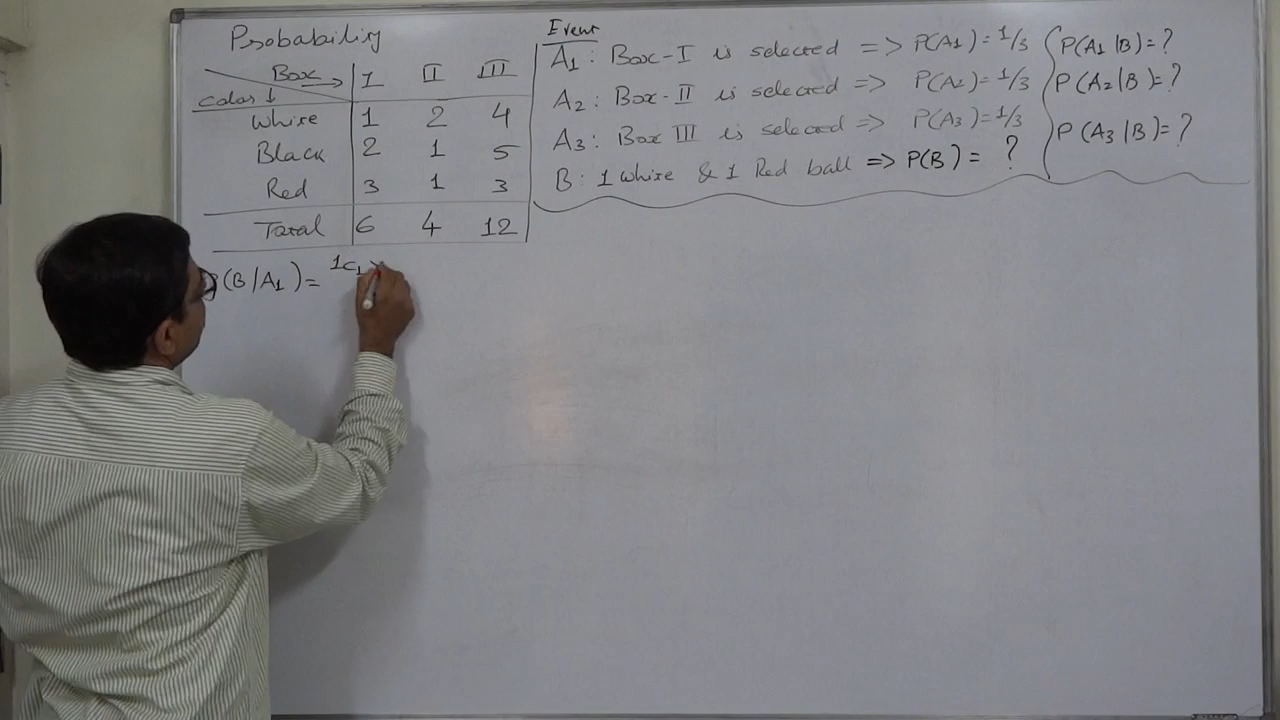 Probability
Box → I II III
Color ↓
White 1 2 4
Black 2 1 5
Red 3 1 3
Total 6 4 12
Event
A1 : Box-I is selected => P(A1) = 1/3
A2 : Box-II is selected => P(A2) = 1/3
A3 : Box III is selected => P(A3) = 1/3
B : 1 White & 1 Red ball => P(B) = ?
P(A1|B) = ?
P(A2|B) = ?
P(A3|B) = ?
(B/A1) = 1C1